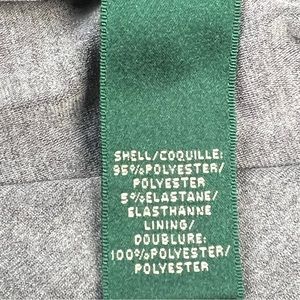 SHELL/COQUILLE:
95%POLYESTER/
POLYESTER
5%ELASTANE/
ELASTHANNE
LINING/
DOUBLURE:
100%POLYESTER/
POLYESTER